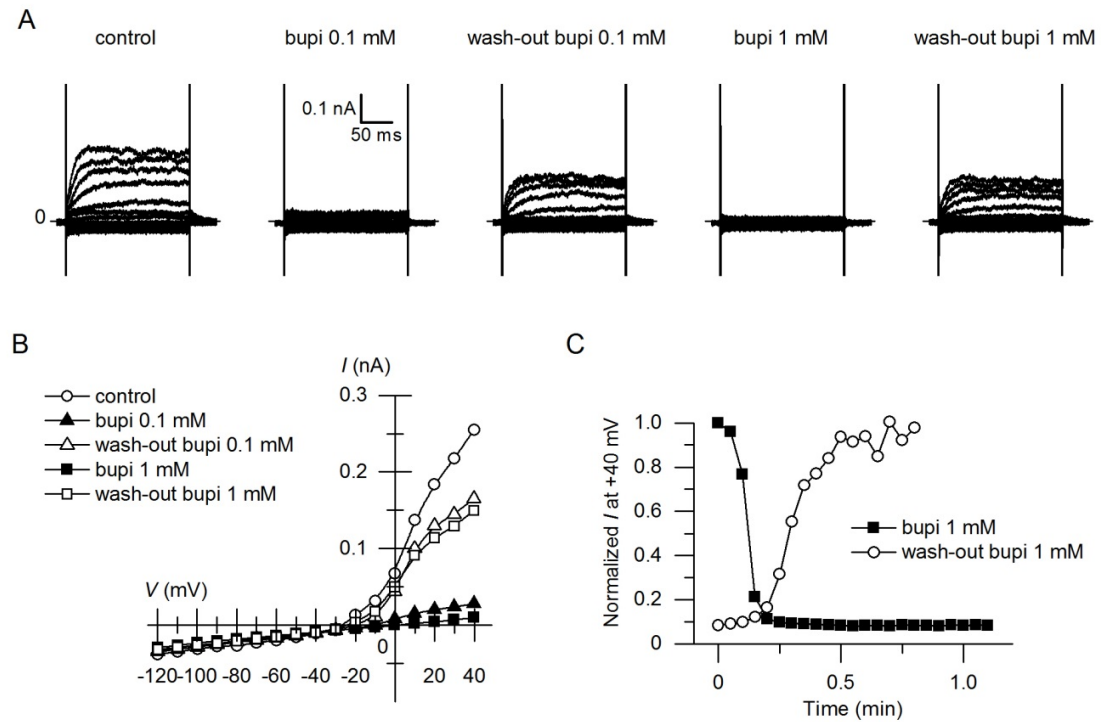 A
control
bupi 0.1 mM
wash-out bupi 0.1 mM
bupi 1 mM
wash-out bupi 1 mM
0.1 nA
50 ms
0
B
I (nA)
control
bupi 0.1 mM
wash-out bupi 0.1 mM
bupi 1 mM
wash-out bupi 1 mM
0.3
0.2
0.1
V (mV)
0
-120 -100 -80 -60 -40 -20 20 40
C
Normalized I at +40 mV
1.0
0.8
0.6
0.4
0.2
0
bupi 1 mM
wash-out bupi 1 mM
0 0.5 1.0
Time (min)